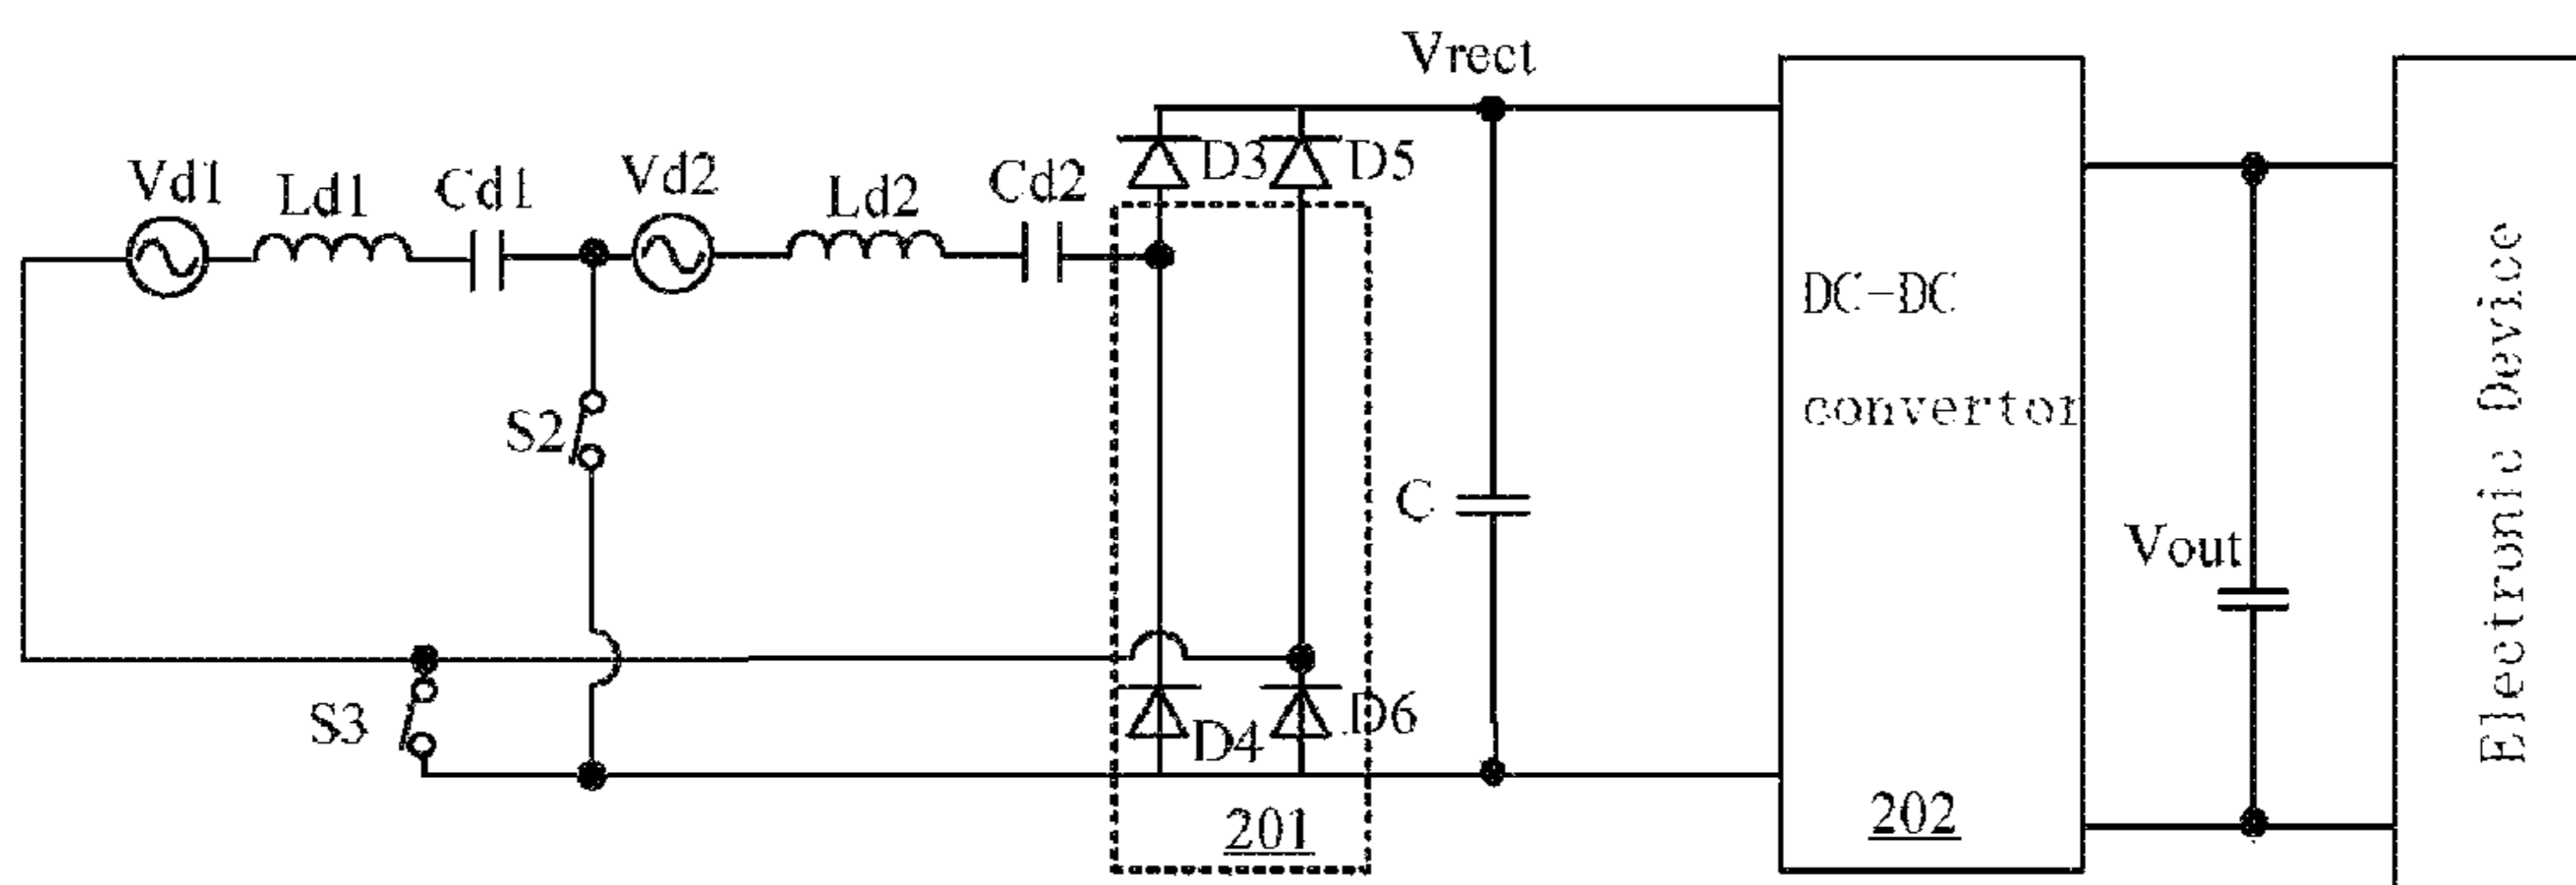 Vrect
Vd1
Ld1
Cd1
Vd2
Ld2
Cd2
D3
D5
DC-DC
convertor
S2
C
Vout
Electronic Device
S3
D4
D6
201
202